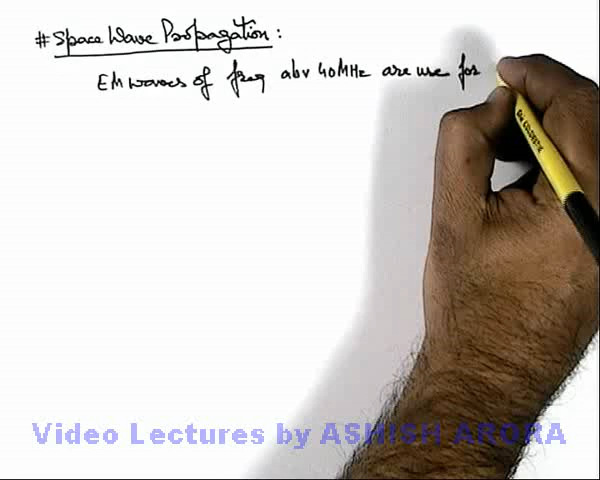 # Space Wave Propagation :
EM waves of freq abv 40MHz are use for
Video Lectures by ASHISH ARORA